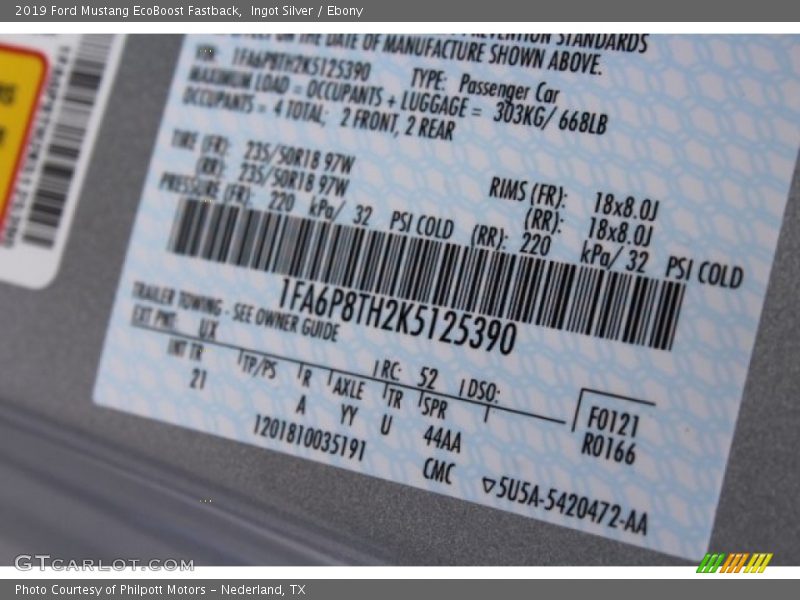 2019 Ford Mustang EcoBoost Fastback,  Ingot Silver / Ebony
ON THE DATE OF MANUFACTURE SHOWN ABOVE.
VIN: 1FA6P8TH2K5125390
TYPE: Passenger Car
MAXIMUM LOAD = OCCUPANTS + LUGGAGE = 303KG/ 668LB
OCCUPANTS = 4 TOTAL; 2 FRONT, 2 REAR
TIRE (FR): 235/50R18 97W RIMS (FR): 18x8.0J
(RR): 235/50R18 97W (RR): 18x8.0J
PRESSURE (FR): 220 kPa/ 32 PSI COLD (RR): 220 kPa/ 32 PSI COLD
1FA6P8TH2K5125390
TRAILER TOWING - SEE OWNER GUIDE
EXT PNT: UX RC: 52 DSO:
INT TR TP/PS R AXLE TR SPR
21 A YY U 44AA
F0121
R0166
1201810035191 CMC ▽5U5A-5420472-AA
GTCARLOT.COM
Photo Courtesy of Philpott Motors - Nederland, TX